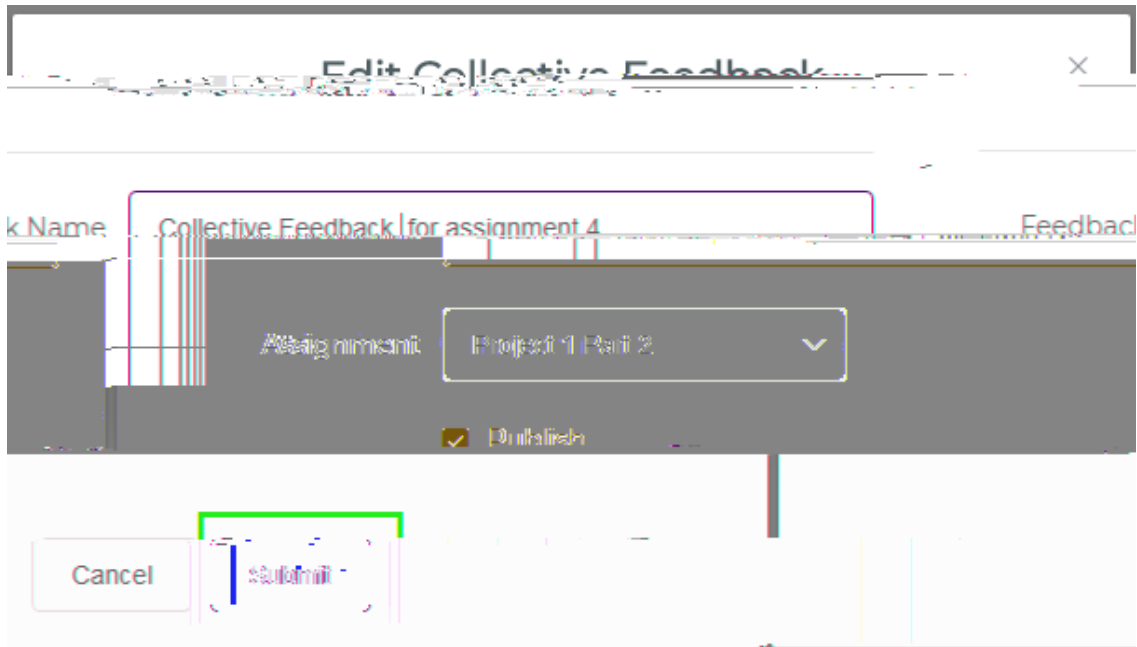 Edit Collective Feedback
×
k Name Collective Feedback for assignment 4 Feedback
Assignment Project 1 Part 2
Publish
Cancel Submit